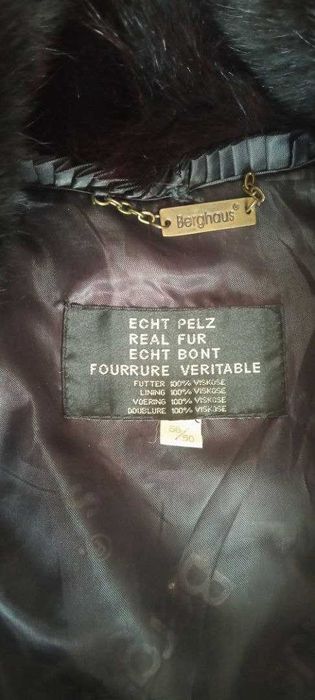 Berghaus®
ECHT PELZ
REAL FUR
ECHT BONT
FOURRURE VERITABLE
FUTTER 100% VISKOSE
LINING 100% VISKOSE
VOERING 100% VISKOSE
DOUBLURE 100% VISKOSE